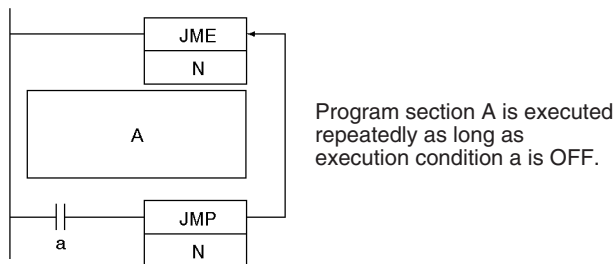 JME
N
A
Program section A is executed
repeatedly as long as
execution condition a is OFF.
JMP
a
N